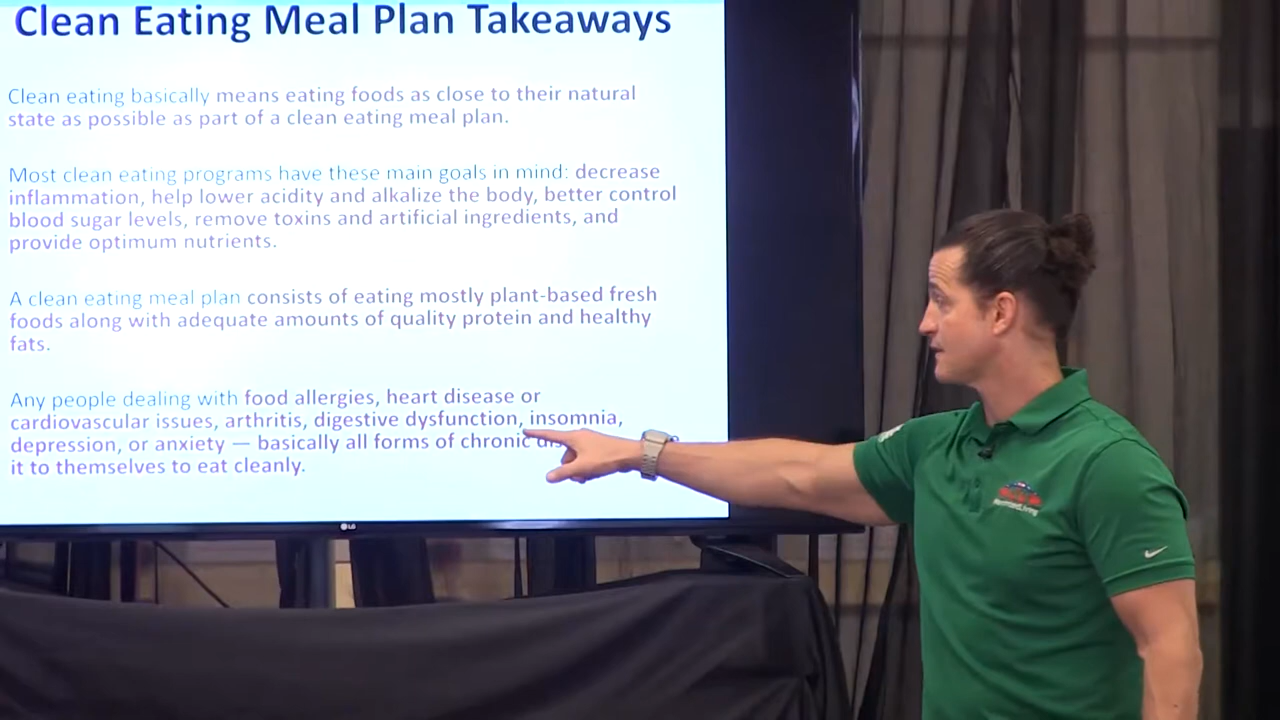 Clean Eating Meal Plan Takeaways
Clean eating basically means eating foods as close to their natural
state as possible as part of a clean eating meal plan.
Most clean eating programs have these main goals in mind: decrease
inflammation, help lower acidity and alkalize the body, better control
blood sugar levels, remove toxins and artificial ingredients, and
provide optimum nutrients.
A clean eating meal plan consists of eating mostly plant-based fresh
foods along with adequate amounts of quality protein and healthy
fats.
Any people dealing with food allergies, heart disease or
cardiovascular issues, arthritis, digestive dysfunction, insomnia,
depression, or anxiety — basically all forms of chronic
it to themselves to eat cleanly.
LG